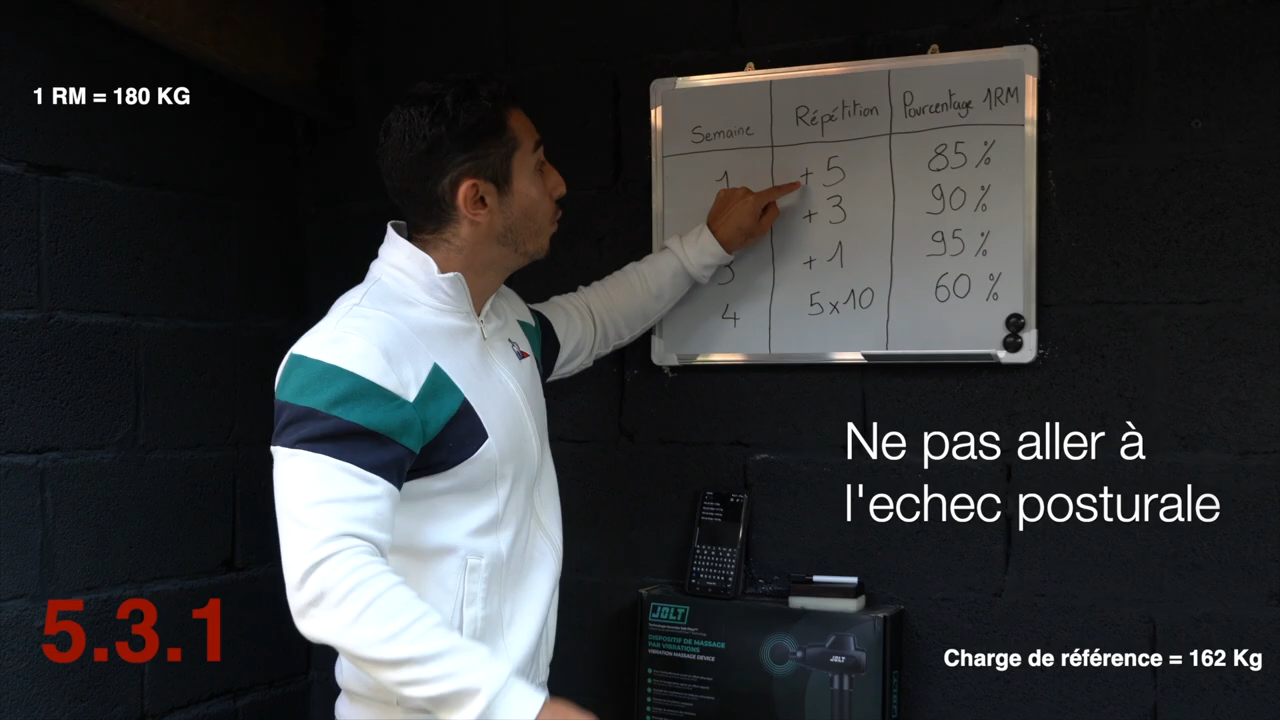 1 RM = 180 KG
Semaine Répétition Pourcentage 1RM
1 +5 85%
+3 90%
3 +1 95%
4 5x10 60%
Ne pas aller à
l'echec posturale
5.3.1
Charge de référence = 162 Kg
JOLT
DISPOSITIF DE MASSAGE
PAR VIBRATIONS
VIBRATION MASSAGE DEVICE
JOLT